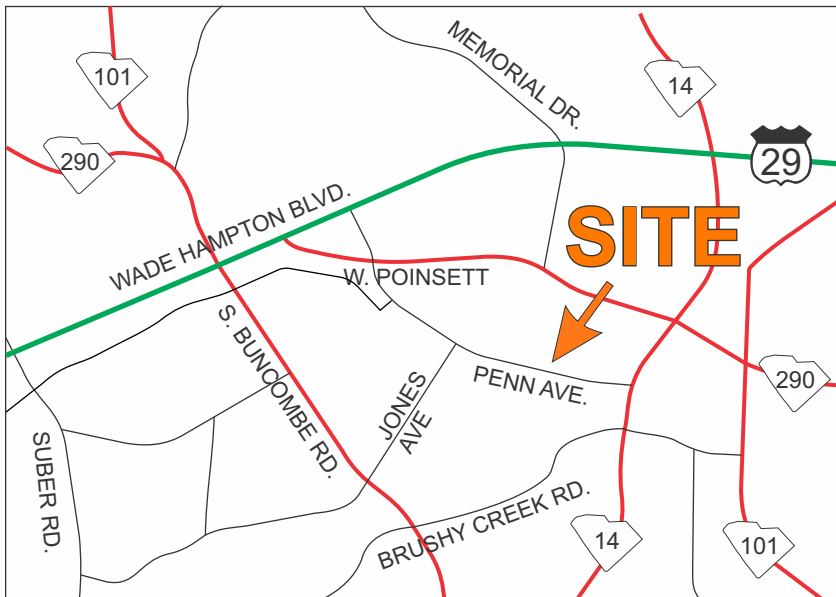 MEMORIAL DR.
101
14
290
29
WADE HAMPTON BLVD.
SITE
W. POINSETT
S. BUNCOMBE RD.
JONES
AVE
PENN AVE.
290
SUBER RD.
BRUSHY CREEK RD.
14
101